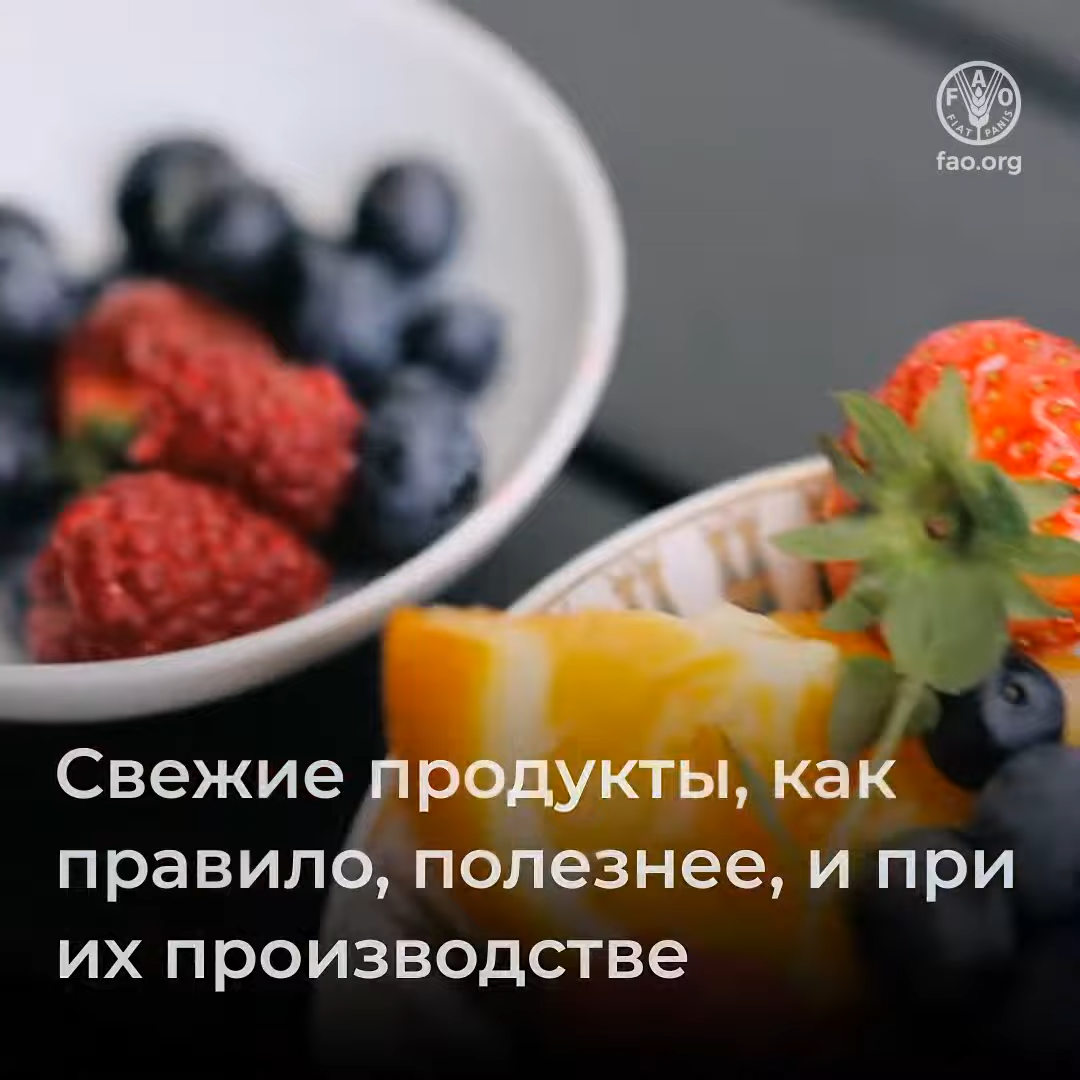 FAO
FIAT PANIS
fao.org
Свежие продукты, как
правило, полезнее, и при
их производстве